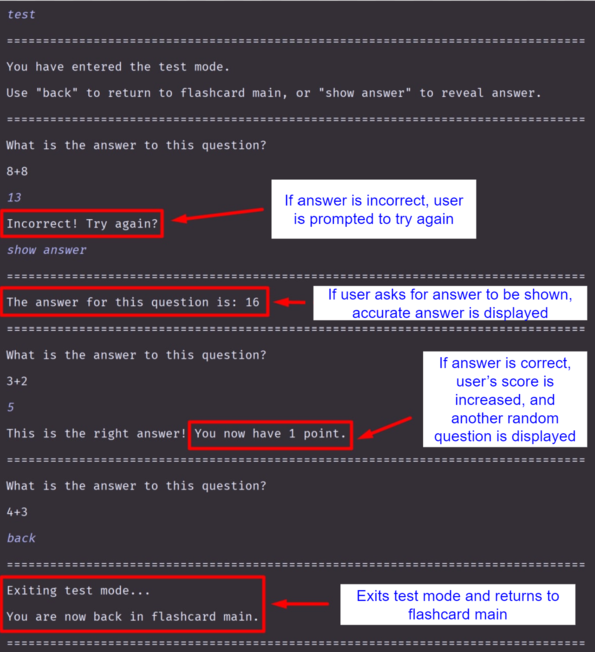 test
================================================================================
You have entered the test mode.
Use "back" to return to flashcard main, or "show answer" to reveal answer.
================================================================================
What is the answer to this question?
8+8
13
Incorrect! Try again?
If answer is incorrect, user
is prompted to try again
show answer
================================================================================
The answer for this question is: 16
If user asks for answer to be shown,
accurate answer is displayed
================================================================================
What is the answer to this question?
3+2
5
This is the right answer! You now have 1 point.
If answer is correct,
user's score is
increased, and
another random
question is displayed
================================================================================
What is the answer to this question?
4+3
back
================================================================================
Exiting test mode...
You are now back in flashcard main.
Exits test mode and returns to
flashcard main
================================================================================